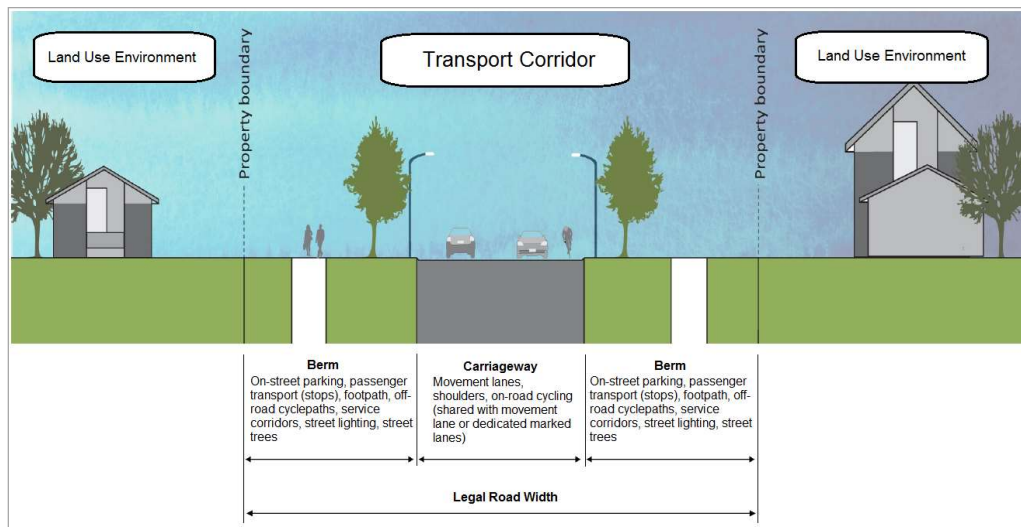 Land Use Environment
Transport Corridor
Land Use Environment
Property boundary
Property boundary
Berm
On-street parking, passenger
transport (stops), footpath, off-
road cyclepaths, service
corridors, street lighting, street
trees
Carriageway
Movement lanes,
shoulders, on-road cycling
(shared with movement
lane or dedicated marked
lanes)
Berm
On-street parking, passenger
transport (stops), footpath, off-
road cyclepaths, service
corridors, street lighting, street
trees
Legal Road Width